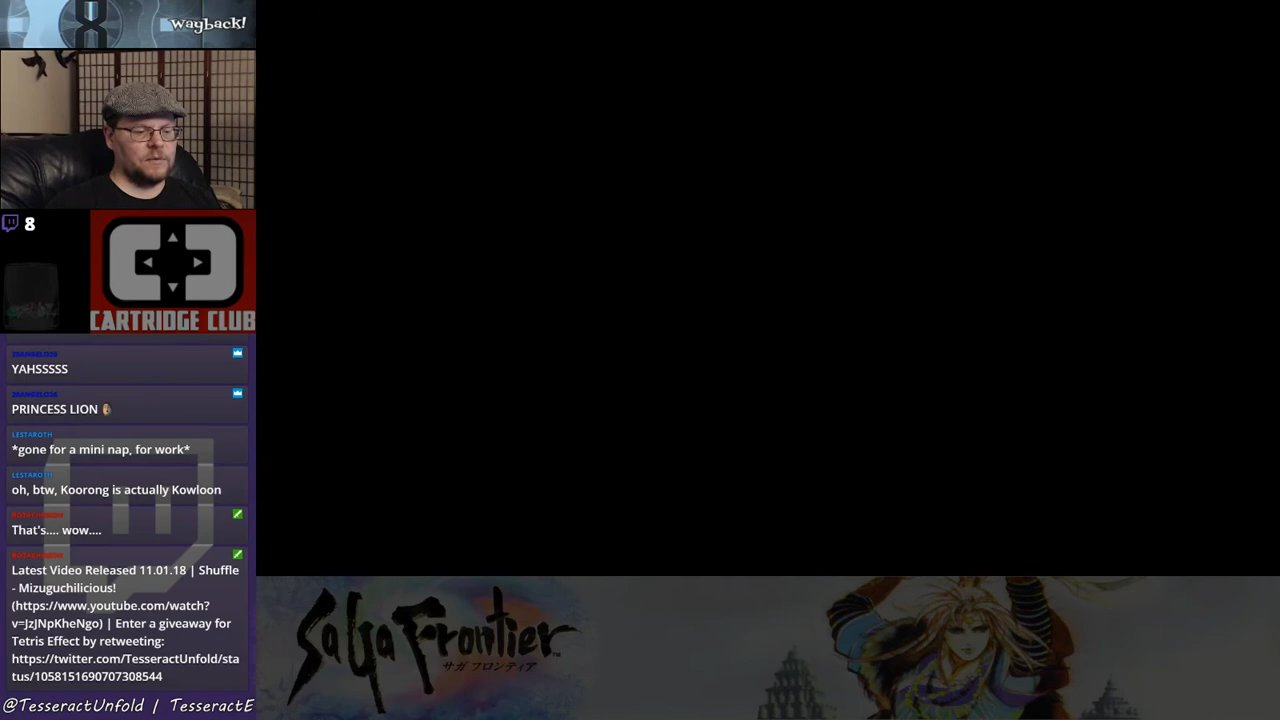 wayback!
8
CARTRIDGE CLUB
YAHSSSSS
PRINCESS LION
LESTAROTH
*gone for a mini nap, for work*
LESTAROTH
oh, btw, Koorong is actually Kowloon
That's.... wow....
Latest Video Released 11.01.18 | Shuffle
- Mizuguchilicious!
(https://www.youtube.com/watch?
v=JzJNpKheNgo) | Enter a giveaway for
Tetris Effect by retweeting:
https://twitter.com/TesseractUnfold/sta
tus/1058151690707308544
@TesseractUnfold | TesseractE
SaGa Frontier
サガ フロンティア